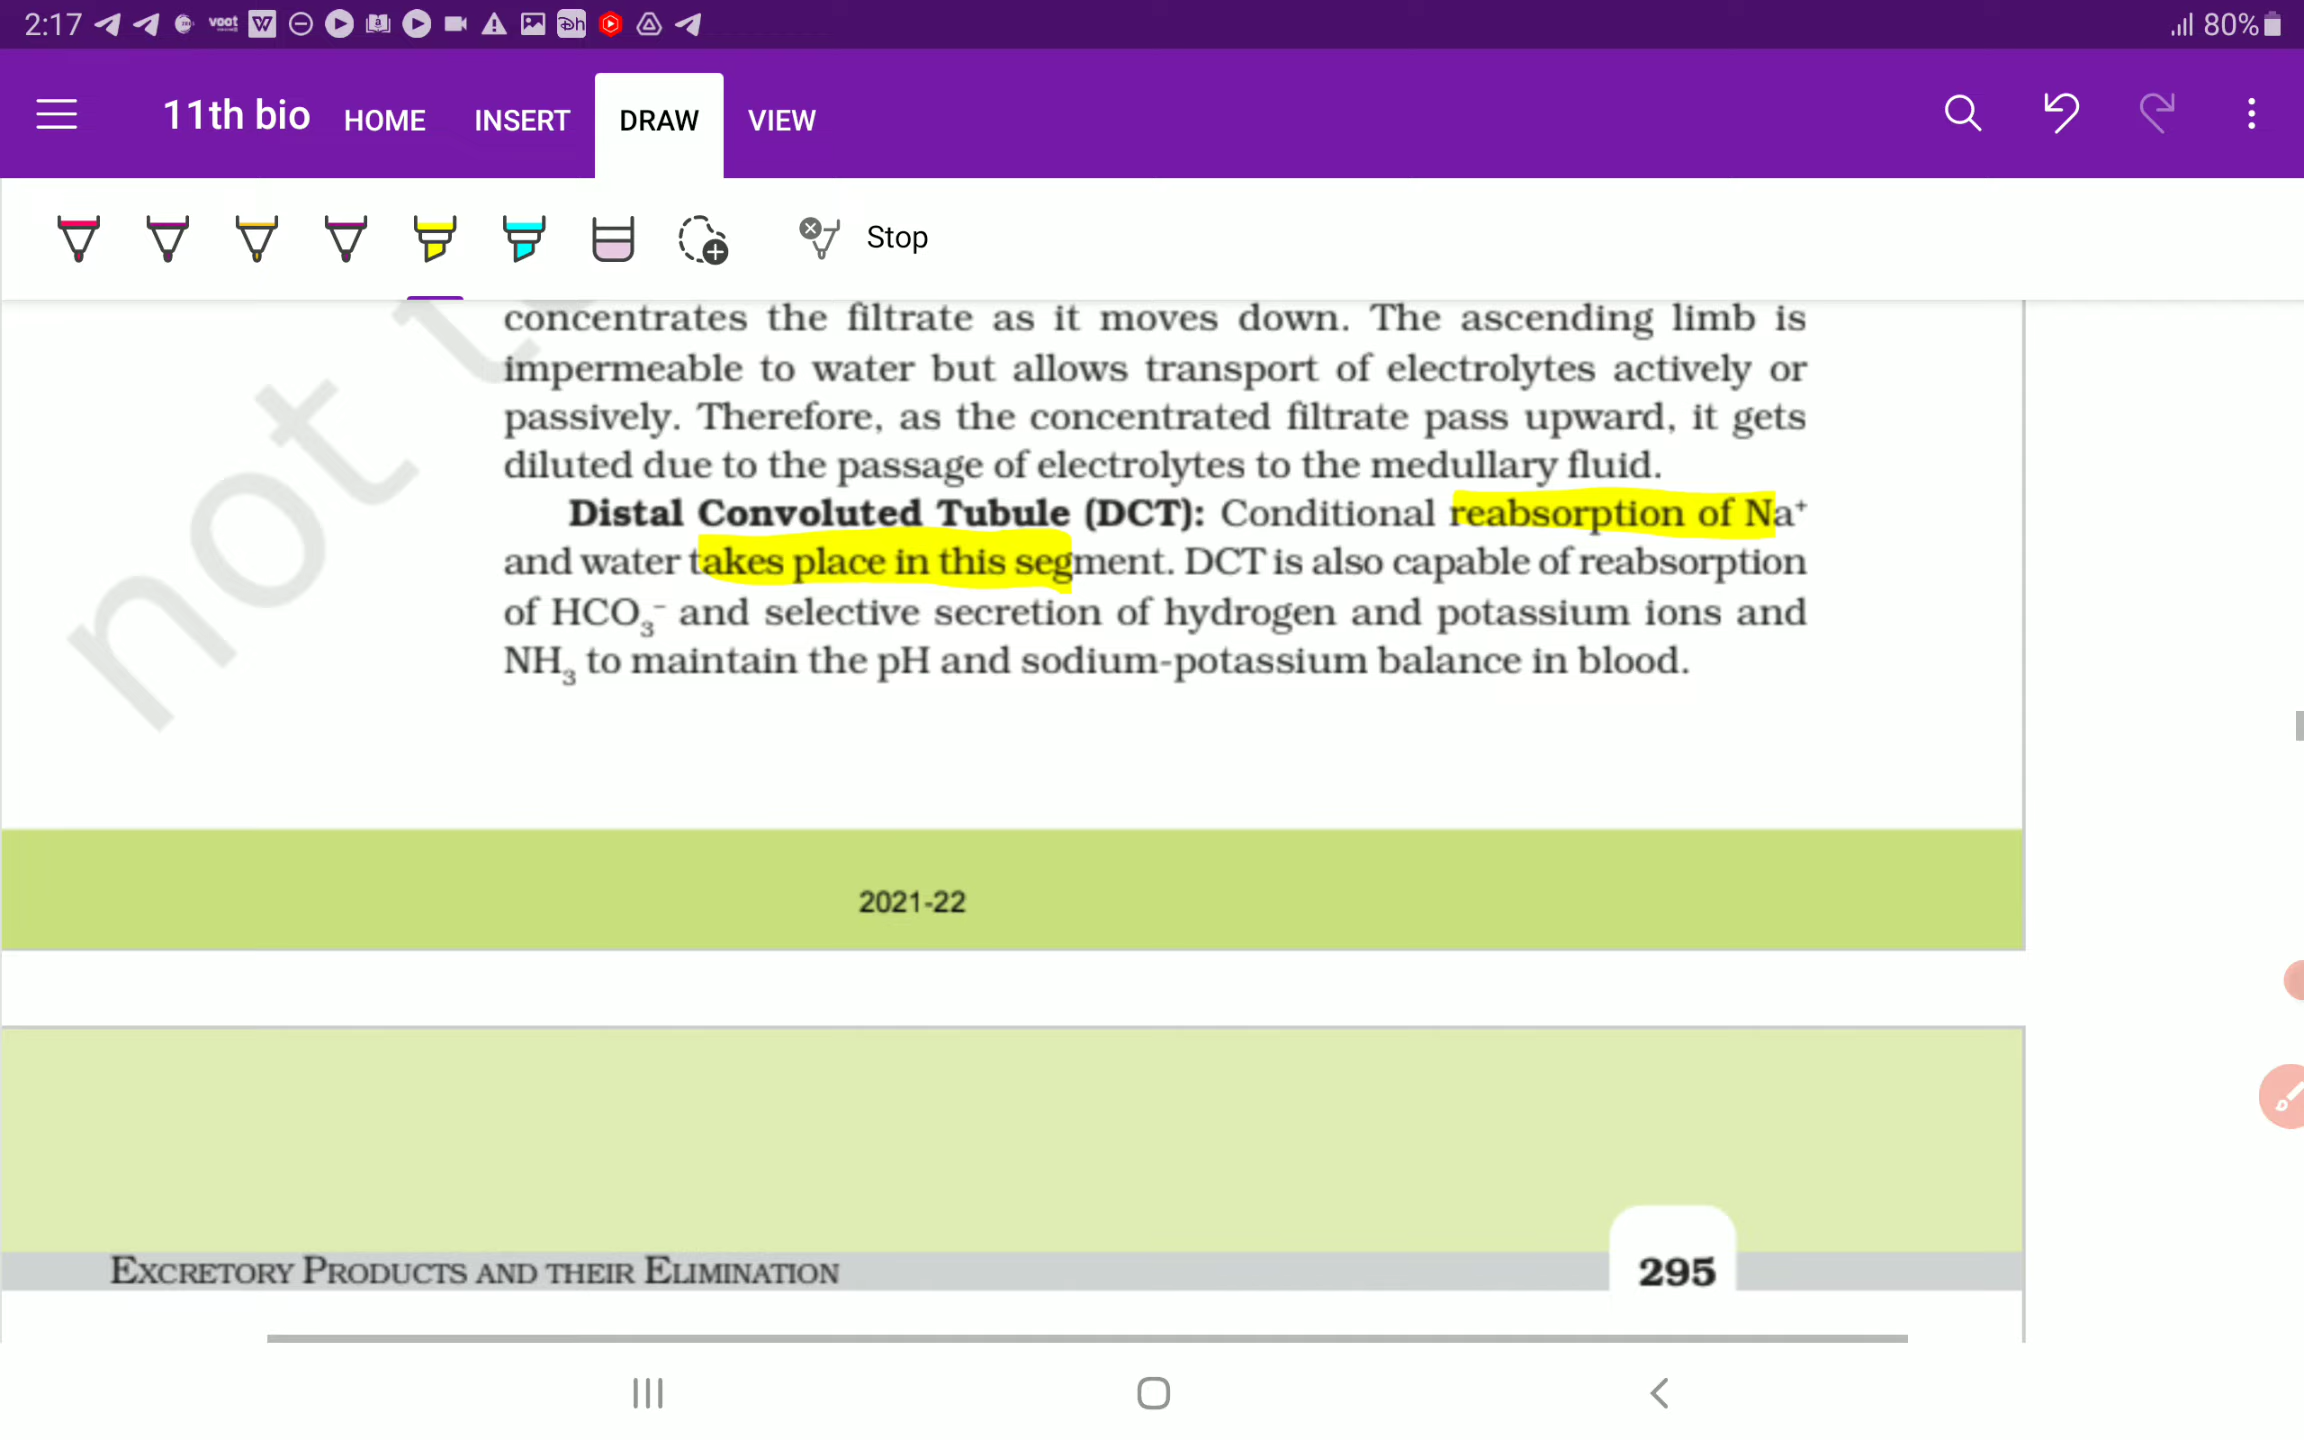 2:17 voot W 80%
11th bio HOME INSERT DRAW VIEW
Stop
concentrates the filtrate as it moves down. The ascending limb is
impermeable to water but allows transport of electrolytes actively or
passively. Therefore, as the concentrated filtrate pass upward, it gets
diluted due to the passage of electrolytes to the medullary fluid.
Distal Convoluted Tubule (DCT): Conditional reabsorption of Na⁺
and water takes place in this segment. DCT is also capable of reabsorption
of HCO₃⁻ and selective secretion of hydrogen and potassium ions and
NH₃ to maintain the pH and sodium-potassium balance in blood.
not
2021-22
EXCRETORY PRODUCTS AND THEIR ELIMINATION 295